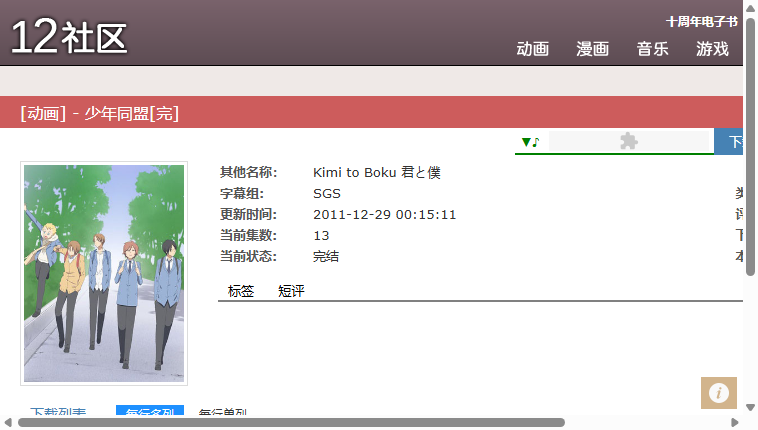 12社区
十周年电子书
动画 漫画 音乐 游戏
[动画] - 少年同盟[完]
▼♪
其他名称: Kimi to Boku 君と僕
字幕组: SGS
更新时间: 2011-12-29 00:15:11
当前集数: 13
当前状态: 完结
标签 短评
下载列表 每行多列 每行单列